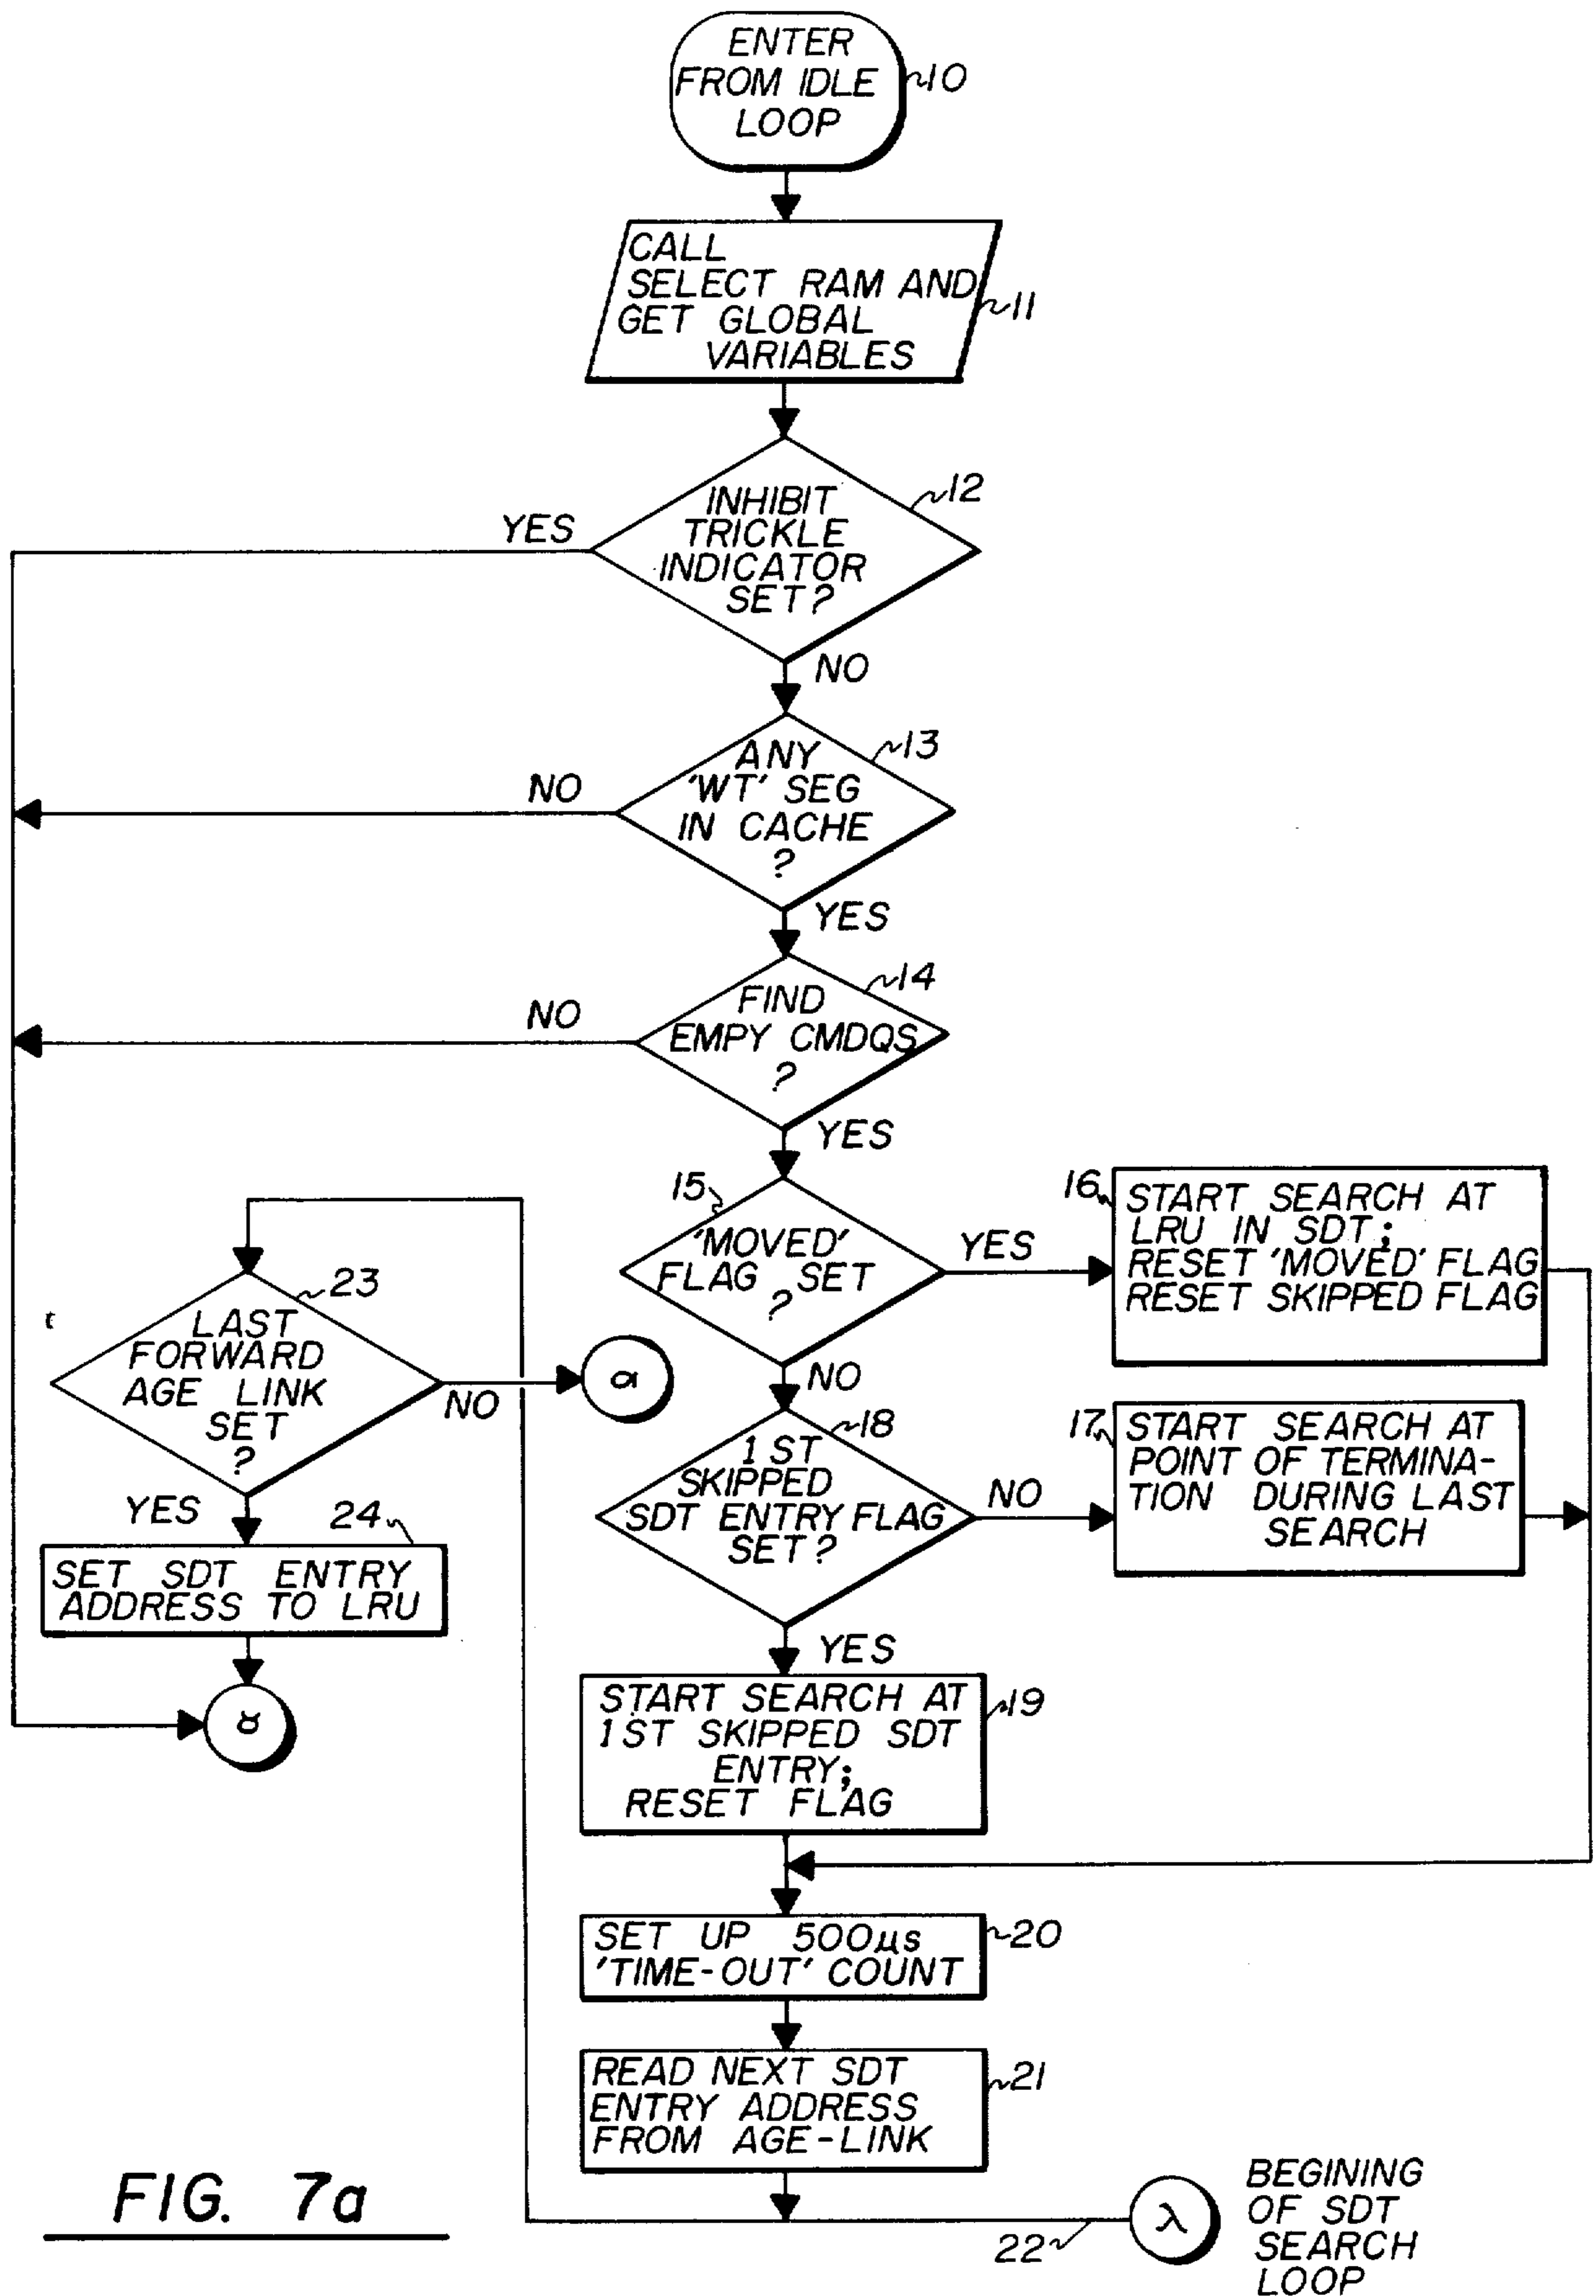 ENTER
FROM IDLE
LOOP
10
CALL
SELECT RAM AND
GET GLOBAL
VARIABLES
11
INHIBIT
TRICKLE
INDICATOR
SET?
12
YES
NO
ANY
'WT' SEG
IN CACHE
?
13
NO
YES
FIND
EMPY CMDQS
?
14
NO
YES
15
'MOVED'
FLAG SET
?
YES
NO
16
START SEARCH AT
LRU IN SDT;
RESET 'MOVED' FLAG
RESET SKIPPED FLAG
23
LAST
FORWARD
AGE LINK
SET
?
NO
α
YES
24
SET SDT ENTRY
ADDRESS TO LRU
ȣ
18
1ST
SKIPPED
SDT ENTRY FLAG
SET?
NO
YES
17
START SEARCH AT
POINT OF TERMINA-
TION DURING LAST
SEARCH
START SEARCH AT
1ST SKIPPED SDT
ENTRY;
RESET FLAG
19
SET UP 500μs
'TIME-OUT' COUNT
20
READ NEXT SDT
ENTRY ADDRESS
FROM AGE-LINK
21
22
λ
BEGINING
OF SDT
SEARCH
LOOP
FIG. 7a